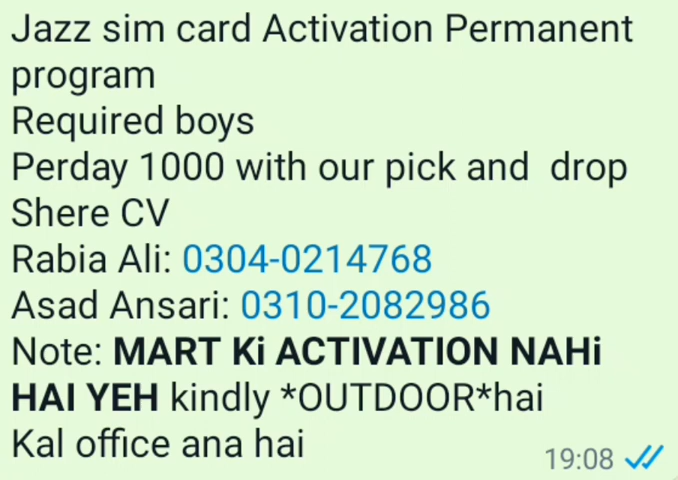 Jazz sim card Activation Permanent
program
Required boys
Perday 1000 with our pick and  drop
Shere CV
Rabia Ali: 0304-0214768
Asad Ansari: 0310-2082986
Note: MART Ki ACTIVATION NAHi
HAI YEH kindly *OUTDOOR*hai
Kal office ana hai
19:08